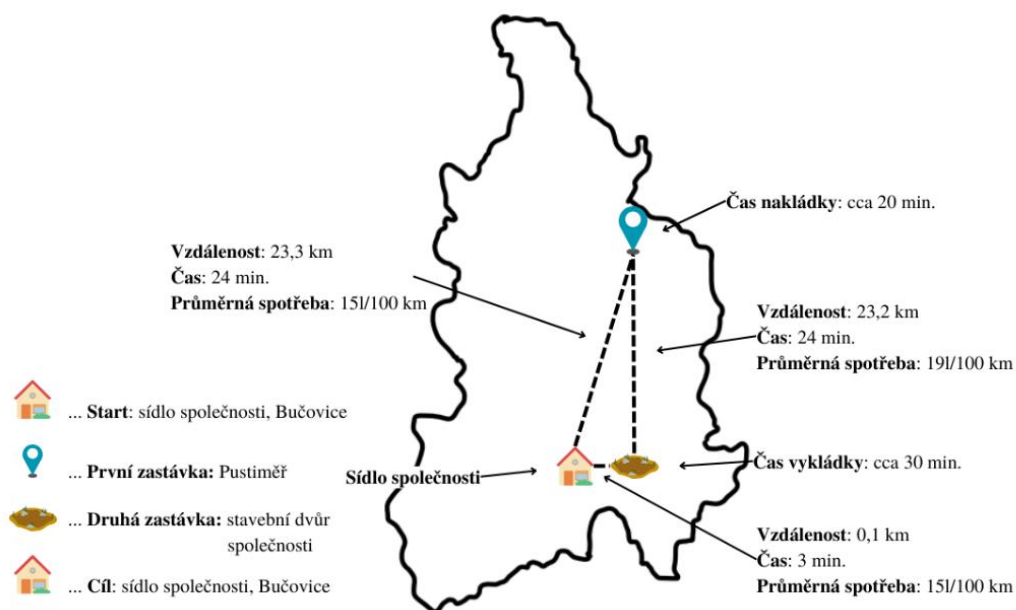 Čas nakládky: cca 20 min.
Vzdálenost: 23,3 km
Čas: 24 min.
Průměrná spotřeba: 15l/100 km
Vzdálenost: 23,2 km
Čas: 24 min.
Průměrná spotřeba: 19l/100 km
... Start: sídlo společnosti, Bučovice
... První zastávka: Pustiměř
... Druhá zastávka: stavební dvůr
společnosti
... Cíl: sídlo společnosti, Bučovice
Sídlo společnosti
Čas vykládky: cca 30 min.
Vzdálenost: 0,1 km
Čas: 3 min.
Průměrná spotřeba: 15l/100 km